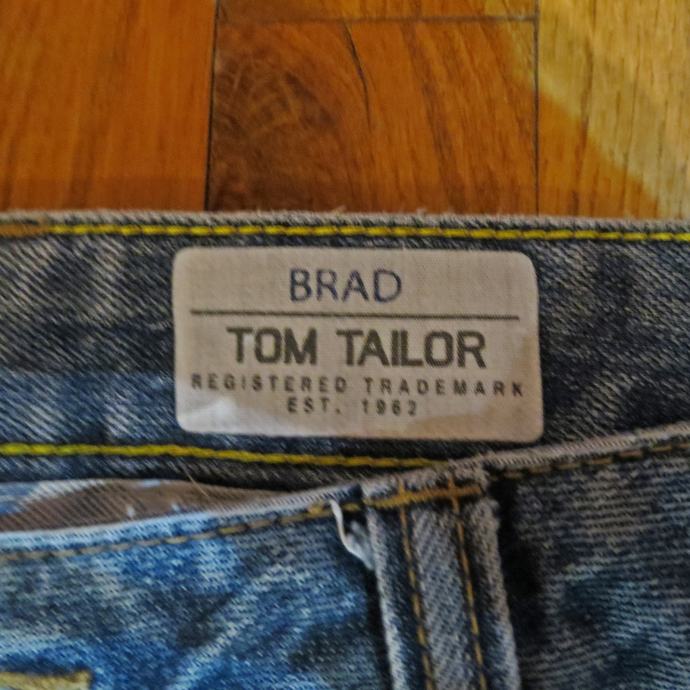 BRAD
TOM TAILOR
REGISTERED TRADEMARK
EST. 1962